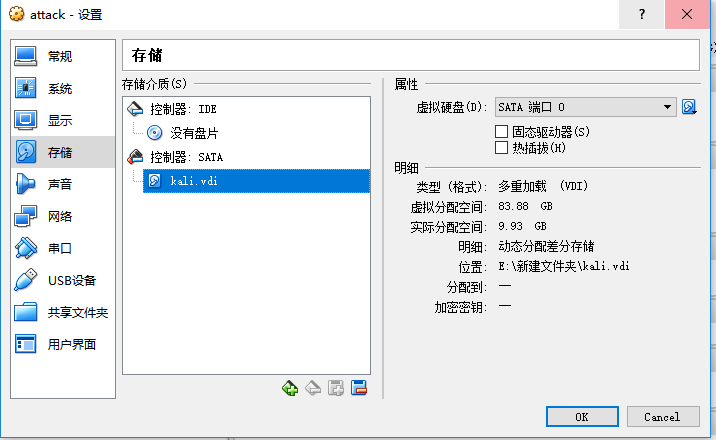 attack - 设置
?
常规
系统
显示
存储
声音
网络
串口
USB设备
共享文件夹
用户界面
存储
存储介质(S)
控制器: IDE
没有盘片
控制器: SATA
kali.vdi
属性
虚拟硬盘(D): SATA 端口 0
固态驱动器(S)
热插拔(H)
明细
类型 (格式): 多重加载 (VDI)
虚拟分配空间: 83.88 GB
实际分配空间: 9.93 GB
明细: 动态分配差分存储
位置: E:\新建文件夹\kali.vdi
分配到: —
加密密钥: —
OK
Cancel